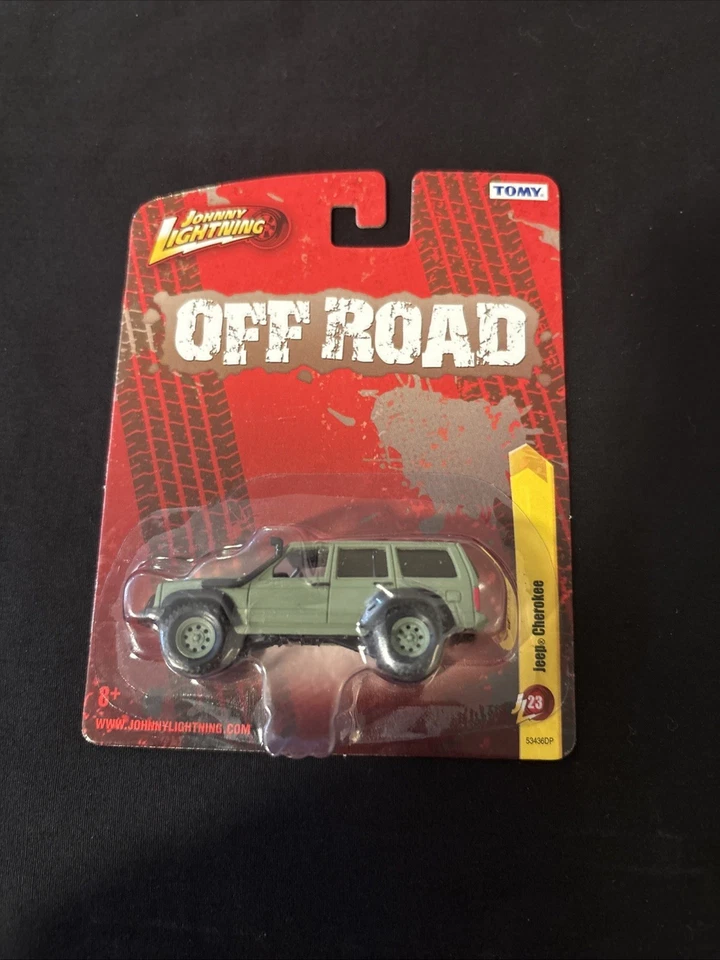 TOMY®
JOHNNY
LIGHTNING
OFF ROAD
Jeep® Cherokee
23
8+
WWW.JOHNNYLIGHTNING.COM
53436DP